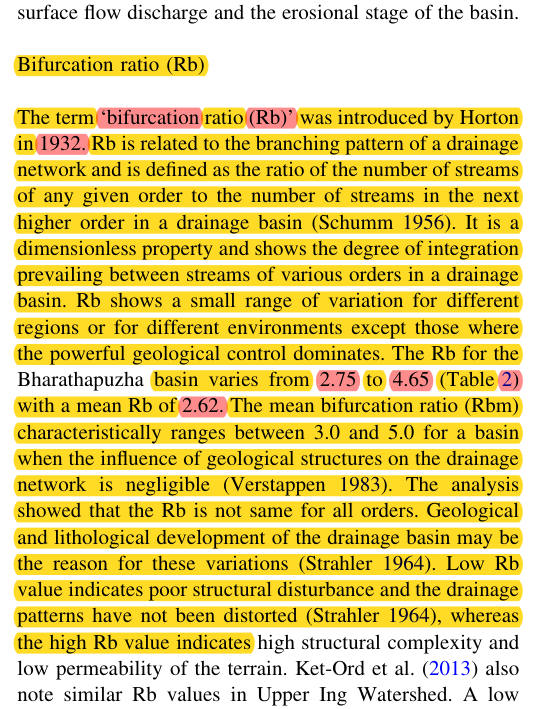 surface flow discharge and the erosional stage of the basin.
Bifurcation ratio (Rb)
The term ‘bifurcation ratio (Rb)’ was introduced by Horton
in 1932. Rb is related to the branching pattern of a drainage
network and is defined as the ratio of the number of streams
of any given order to the number of streams in the next
higher order in a drainage basin (Schumm 1956). It is a
dimensionless property and shows the degree of integration
prevailing between streams of various orders in a drainage
basin. Rb shows a small range of variation for different
regions or for different environments except those where
the powerful geological control dominates. The Rb for the
Bharathapuzha basin varies from 2.75 to 4.65 (Table 2)
with a mean Rb of 2.62. The mean bifurcation ratio (Rbm)
characteristically ranges between 3.0 and 5.0 for a basin
when the influence of geological structures on the drainage
network is negligible (Verstappen 1983). The analysis
showed that the Rb is not same for all orders. Geological
and lithological development of the drainage basin may be
the reason for these variations (Strahler 1964). Low Rb
value indicates poor structural disturbance and the drainage
patterns have not been distorted (Strahler 1964), whereas
the high Rb value indicates high structural complexity and
low permeability of the terrain. Ket-Ord et al. (2013) also
note similar Rb values in Upper Ing Watershed. A low